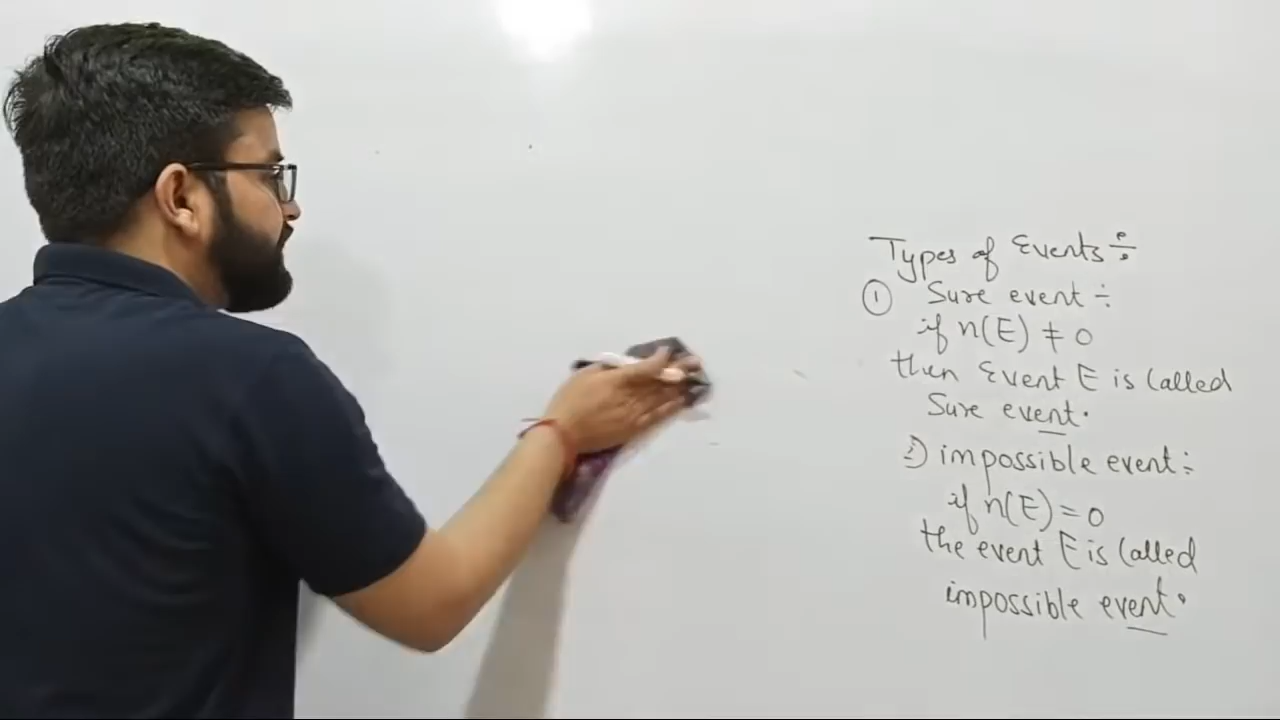 Types of Events÷
① Sure event÷
if n(E) ≠ 0
then Event E is called
Sure event.
2) impossible event÷
if n(E) = 0
the event E is called
impossible event.